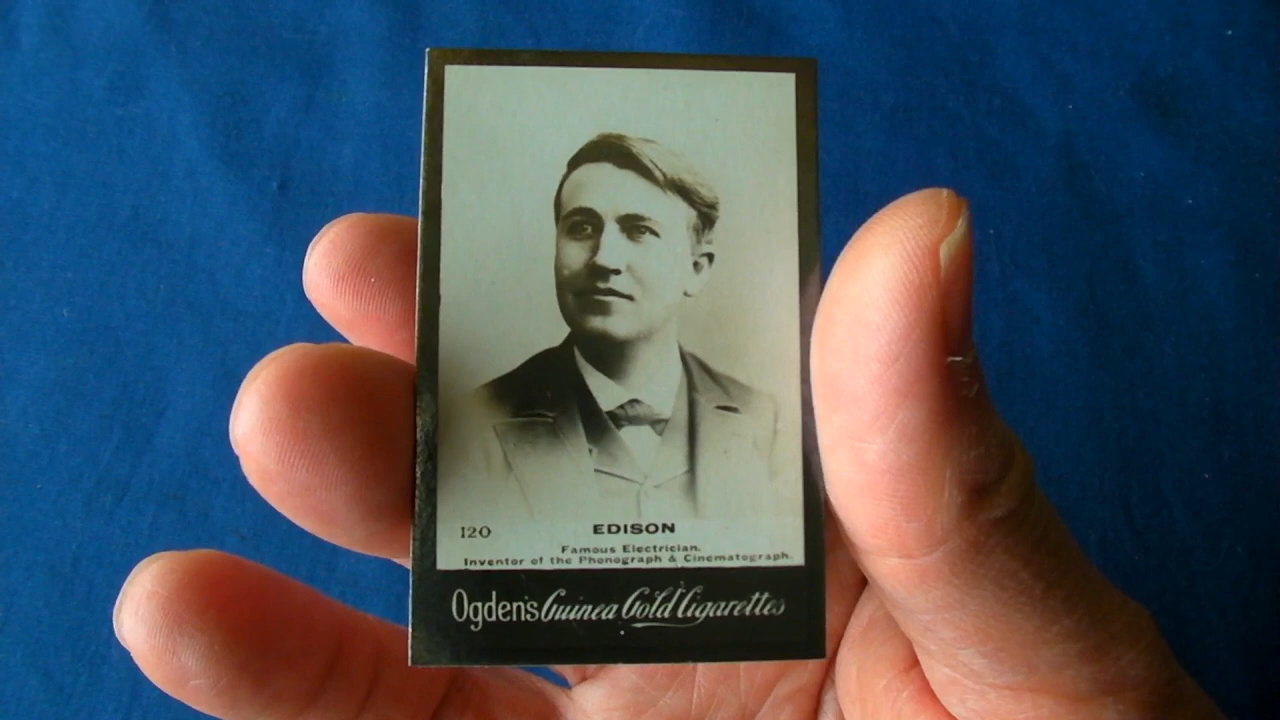 120 EDISON
Famous Electrician.
Inventor of the Phonograph & Cinematograph.
Ogden's Guinea Gold Cigarettes